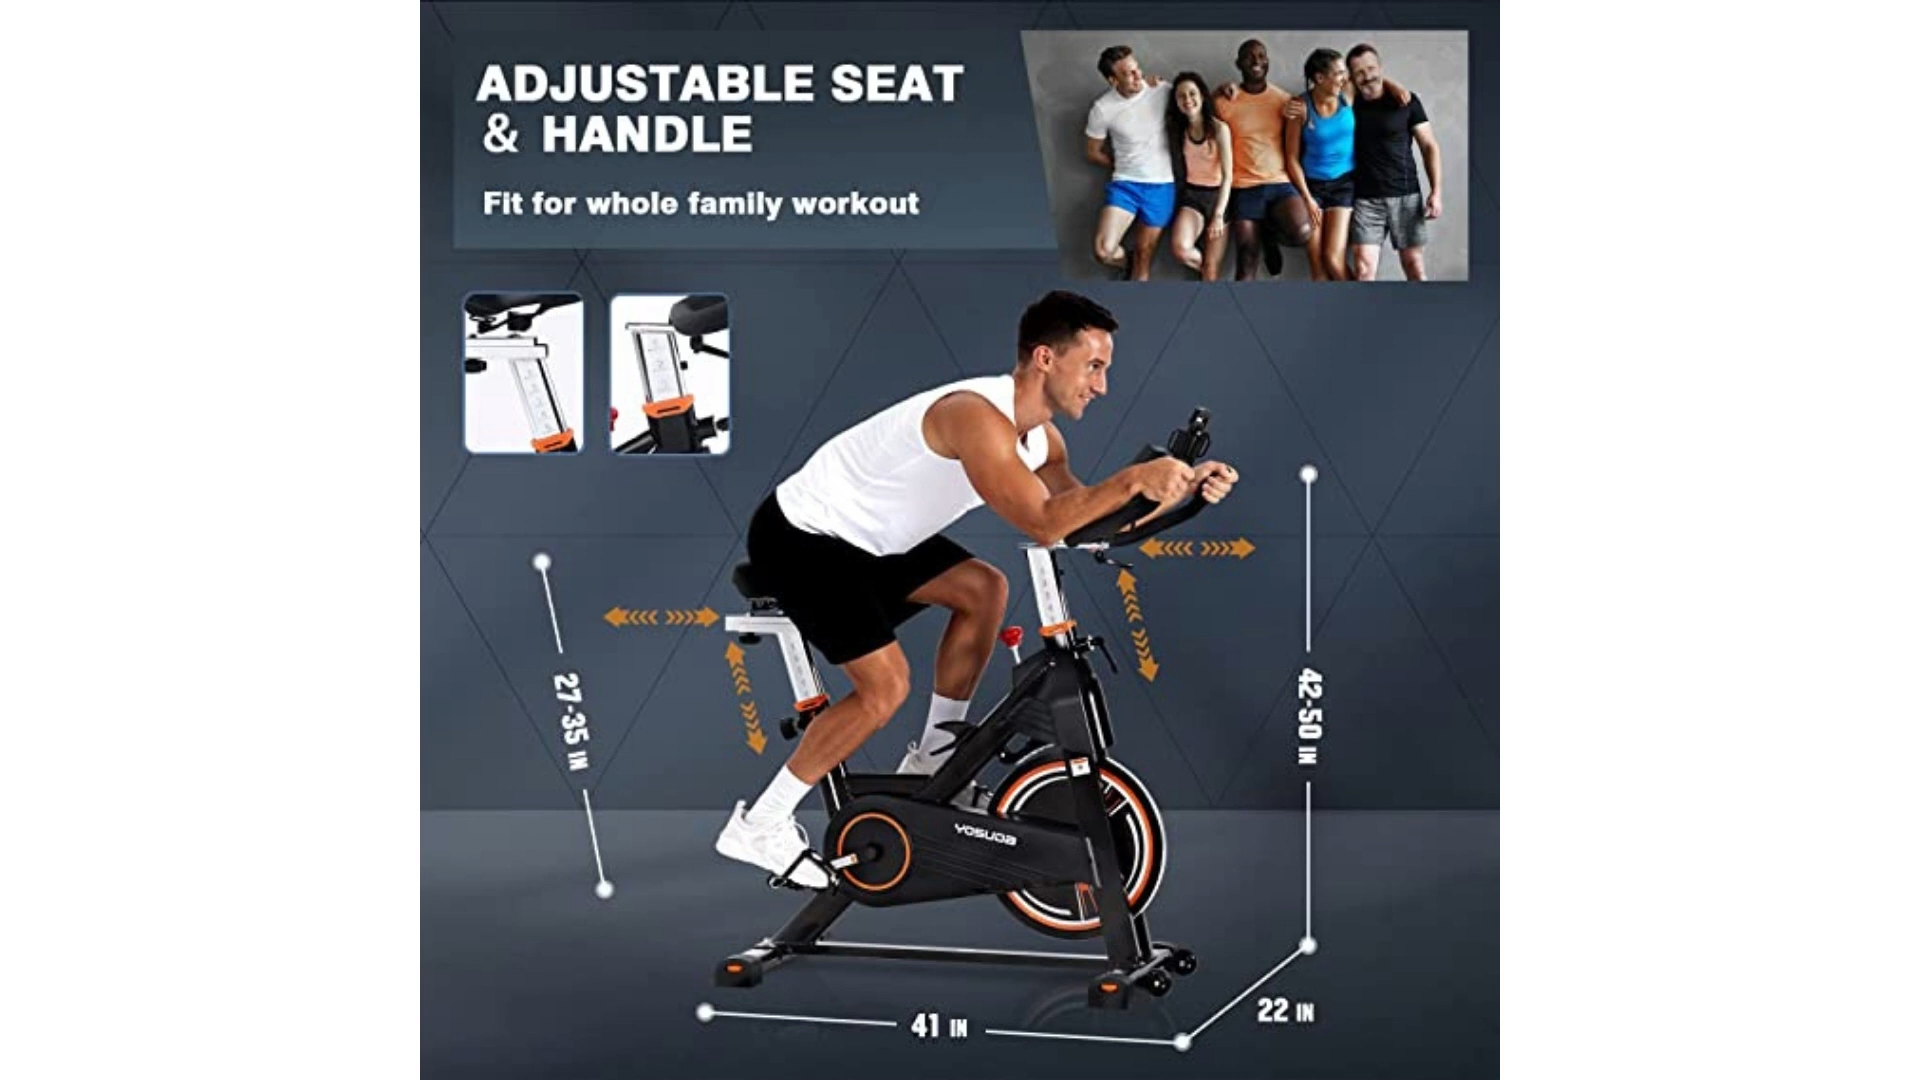 ADJUSTABLE SEAT
& HANDLE
Fit for whole family workout
27-35 IN
42-50 IN
YOSUDA
22 IN
41 IN